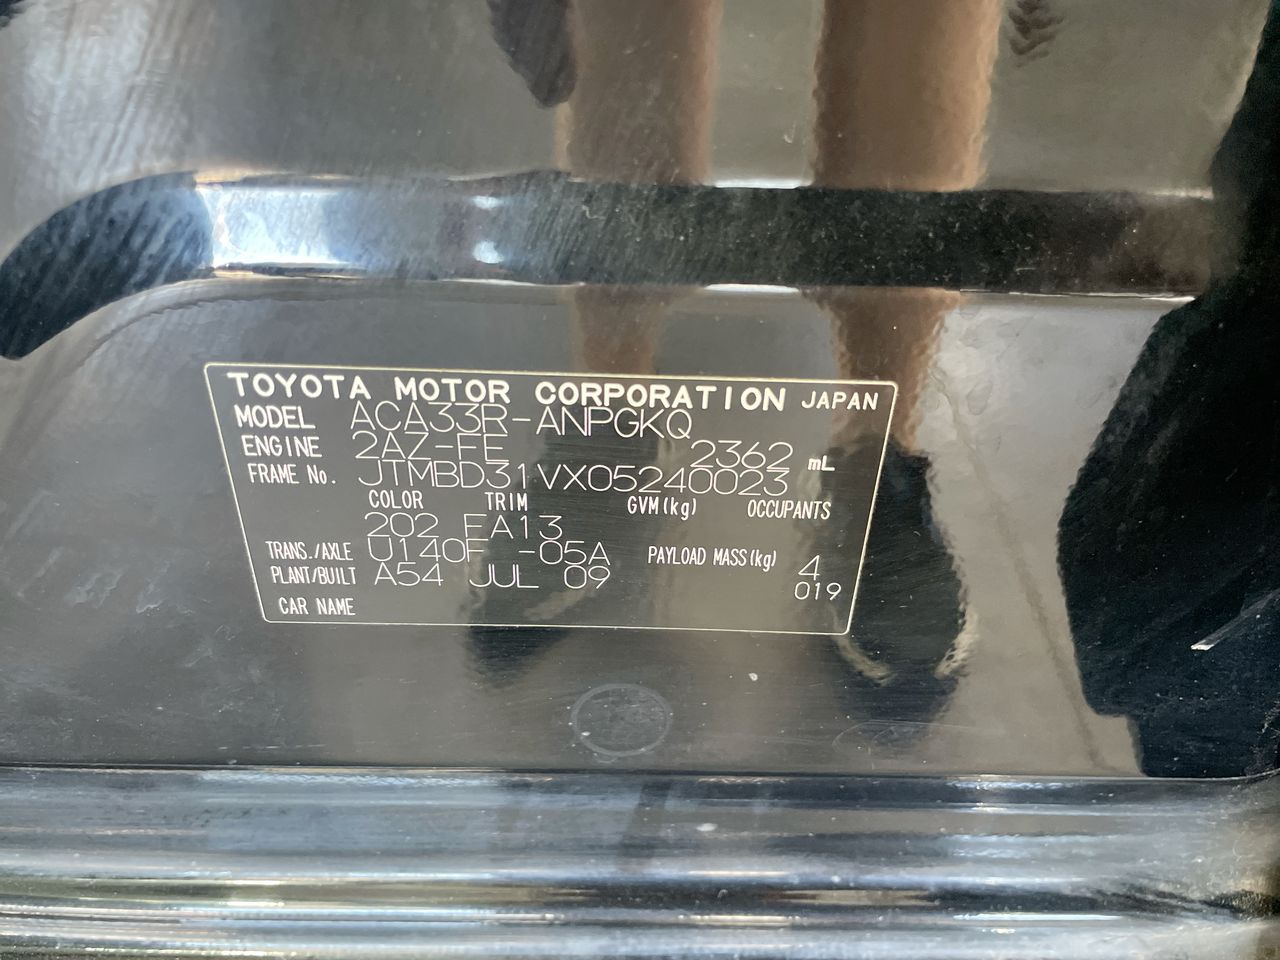 TOYOTA MOTOR CORPORATION JAPAN
MODEL ACA33R-ANPGKQ
ENGINE 2AZ-FE 2362 mL
FRAME No. JTMBD31VX05240023
COLOR TRIM GVM(kg) OCCUPANTS
202 FA13
TRANS./AXLE U140F -05A PAYLOAD MASS(kg) 4
PLANT/BUILT A54 JUL 09 019
CAR NAME